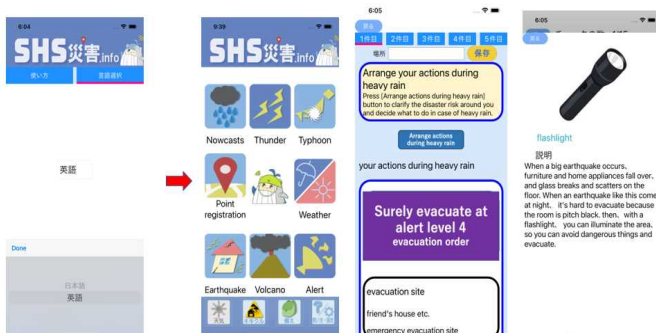 6:04
SHS災害.info
使い方
言語選択
英語
Done
日本語
英語
9:39
SHS災害.info
Nowcasts
Thunder
Typhoon
Point
registration
Weather
Earthquake
Volcano
Alert
天気
6:05
戻る
1件目
2件目
3件目
4件目
5件目
場所
保存
Arrange your actions during
heavy rain
Press [Arrange actions during heavy rain]
button to clarify the disaster risk around you
and decide what to do in case of heavy rain.
Arrange actions
during heavy rain
your actions during heavy rain
Surely evacuate at
alert level 4
evacuation order
evacuation site
friend's house etc.
emergency evacuation site
6:05
戻る
flashlight
説明
When a big earthquake occurs,
furniture and home appliances fall over,
and glass breaks and scatters on the
floor. When an earthquake like this come
at night, it's hard to evacuate because
the room is pitch black. then, with a
flashlight, you can illuminate the area,
so you can avoid dangerous things and
evacuate.